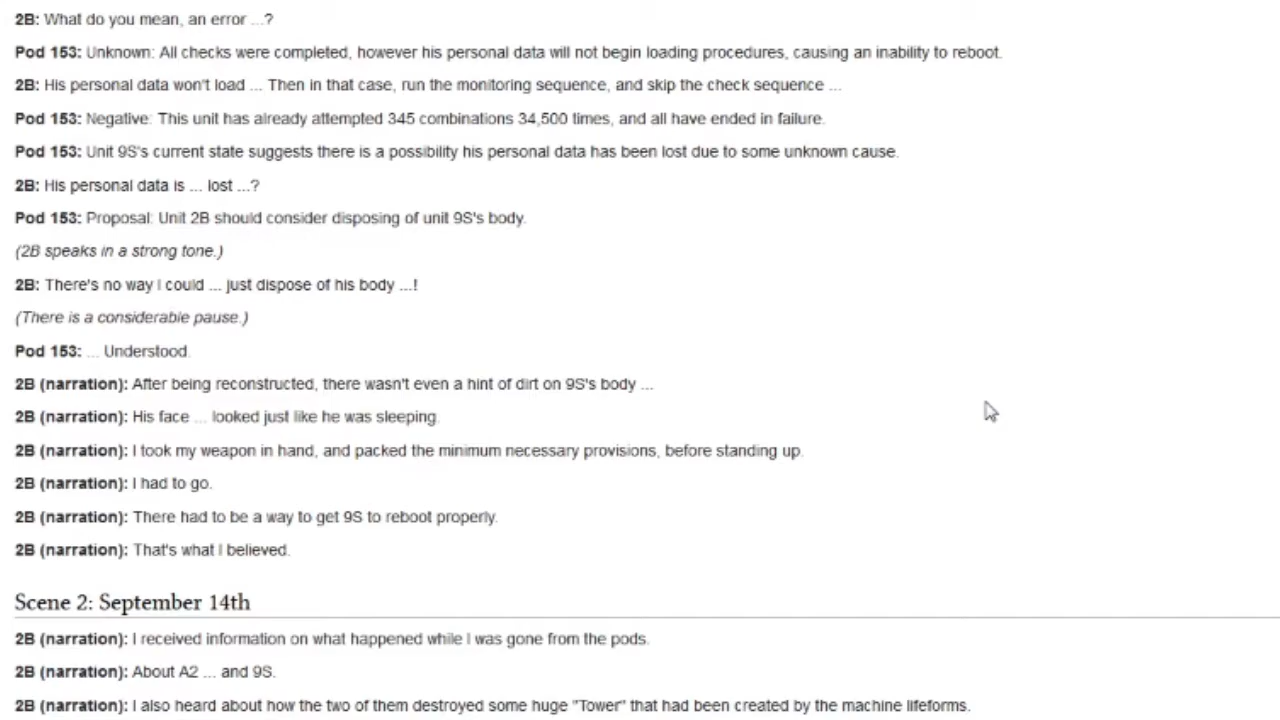 2B: What do you mean, an error ...?
Pod 153: Unknown: All checks were completed, however his personal data will not begin loading procedures, causing an inability to reboot.
2B: His personal data won't load ... Then in that case, run the monitoring sequence, and skip the check sequence ...
Pod 153: Negative: This unit has already attempted 345 combinations 34,500 times, and all have ended in failure.
Pod 153: Unit 9S's current state suggests there is a possibility his personal data has been lost due to some unknown cause.
2B: His personal data is ... lost ...?
Pod 153: Proposal: Unit 2B should consider disposing of unit 9S's body.
(2B speaks in a strong tone.)
2B: There's no way I could ... just dispose of his body ...!
(There is a considerable pause.)
Pod 153: ... Understood.
2B (narration): After being reconstructed, there wasn't even a hint of dirt on 9S's body ...
2B (narration): His face ... looked just like he was sleeping.
2B (narration): I took my weapon in hand, and packed the minimum necessary provisions, before standing up.
2B (narration): I had to go.
2B (narration): There had to be a way to get 9S to reboot properly.
2B (narration): That's what I believed.
Scene 2: September 14th
2B (narration): I received information on what happened while I was gone from the pods.
2B (narration): About A2 ... and 9S.
2B (narration): I also heard about how the two of them destroyed some huge "Tower" that had been created by the machine lifeforms.